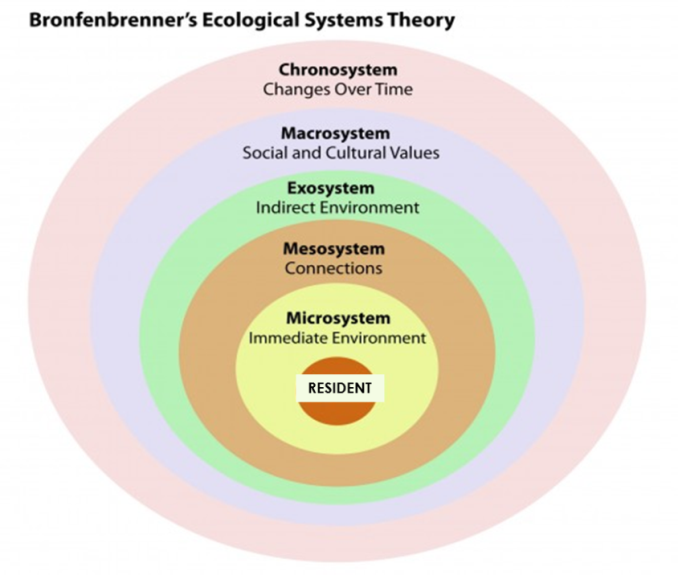 Bronfenbrenner's Ecological Systems Theory
Chronosystem
Changes Over Time
Macrosystem
Social and Cultural Values
Exosystem
Indirect Environment
Mesosystem
Connections
Microsystem
Immediate Environment
RESIDENT